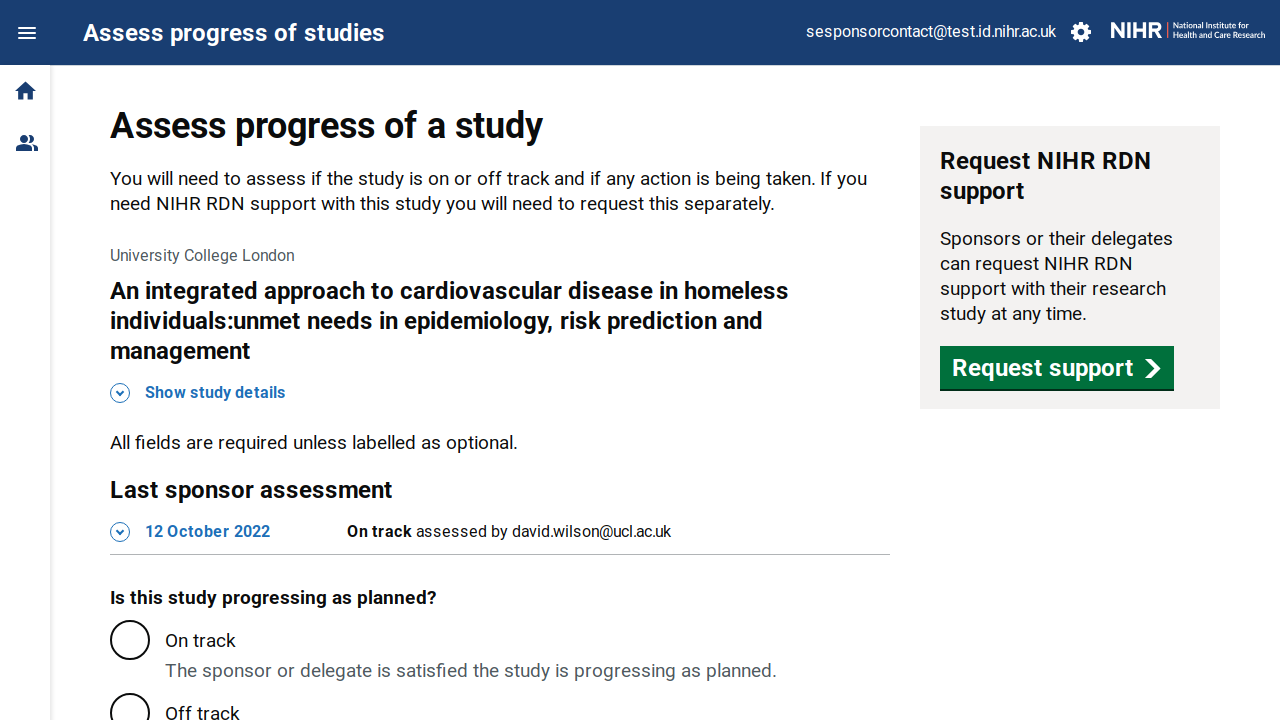 Assess progress of studies
sesponsorcontact@test.id.nihr.ac.uk
NIHR
National Institute for
Health and Care Research
Assess progress of a study
You will need to assess if the study is on or off track and if any action is being taken. If you
need NIHR RDN support with this study you will need to request this separately.
University College London
An integrated approach to cardiovascular disease in homeless
individuals:unmet needs in epidemiology, risk prediction and
management
Show study details
All fields are required unless labelled as optional.
Last sponsor assessment
12 October 2022
On track assessed by david.wilson@ucl.ac.uk
Is this study progressing as planned?
On track
The sponsor or delegate is satisfied the study is progressing as planned.
Off track
Request NIHR RDN
support
Sponsors or their delegates
can request NIHR RDN
support with their research
study at any time.
Request support